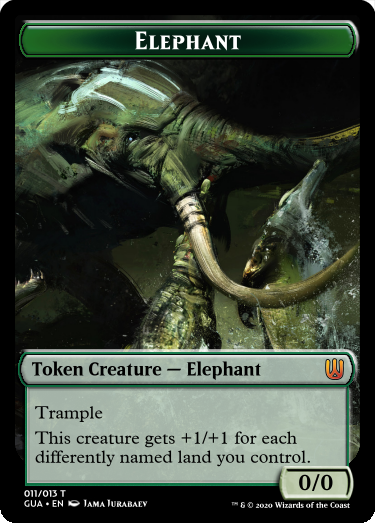 Elephant
Token Creature — Elephant
Trample
This creature gets +1/+1 for each
differently named land you control.
0/0
011/013 T
GUA • EN Jama Jurabaev
™ & © 2020 Wizards of the Coast